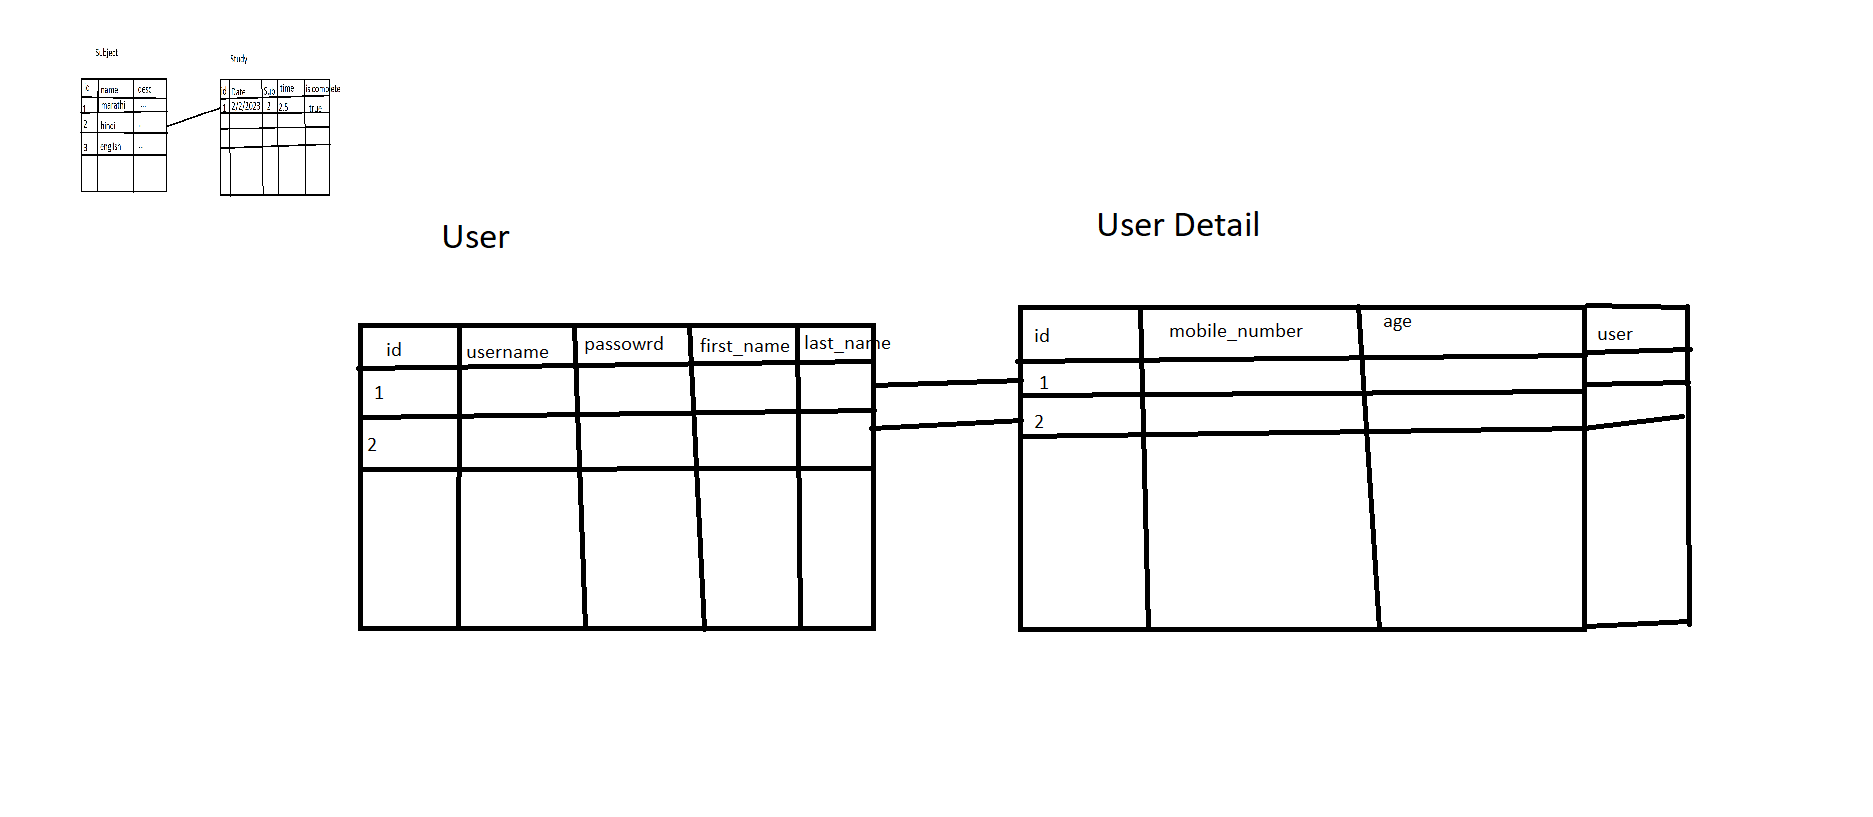 Subject
Study
name
desc
1
marathi
...
2
hindi
3
english
...
id
Date
Sub
time
is complete
1
2/2/2023
2
2.5
true
User
User Detail
id
username
passowrd
first_name
last_name
1
2
id
mobile_number
age
user
1
2